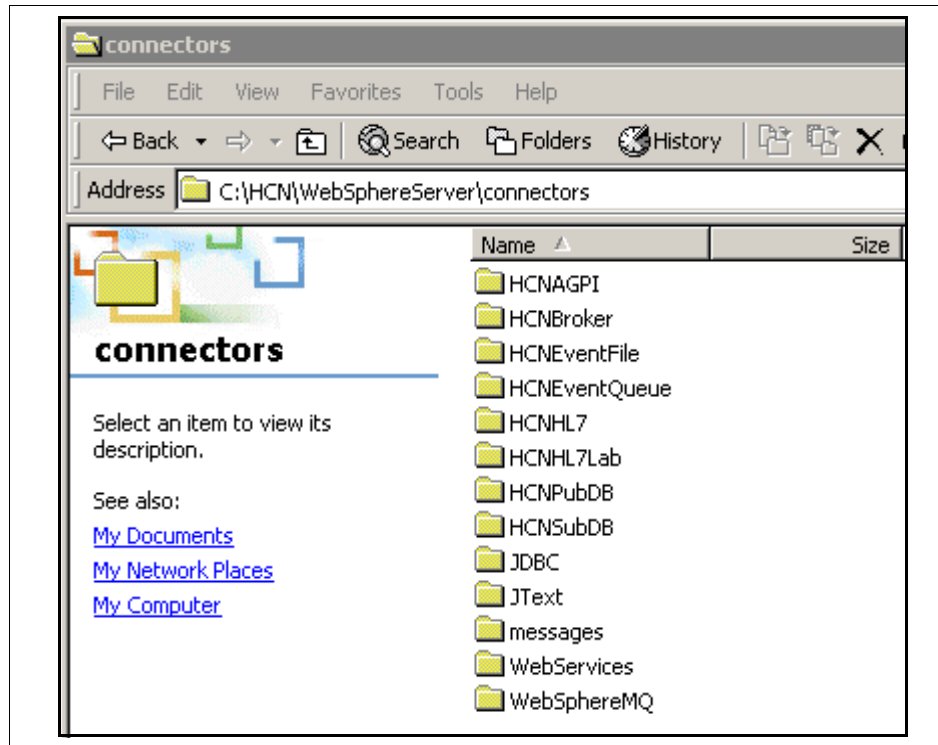 connectors
File Edit View Favorites Tools Help
Back Search Folders History
Address C:\HCN\WebSphereServer\connectors
Name Size
connectors
Select an item to view its
description.
See also:
My Documents
My Network Places
My Computer
HCNAGPI
HCNBroker
HCNEventFile
HCNEventQueue
HCNHL7
HCNHL7Lab
HCNPubDB
HCNSubDB
JDBC
JText
messages
WebServices
WebSphereMQ